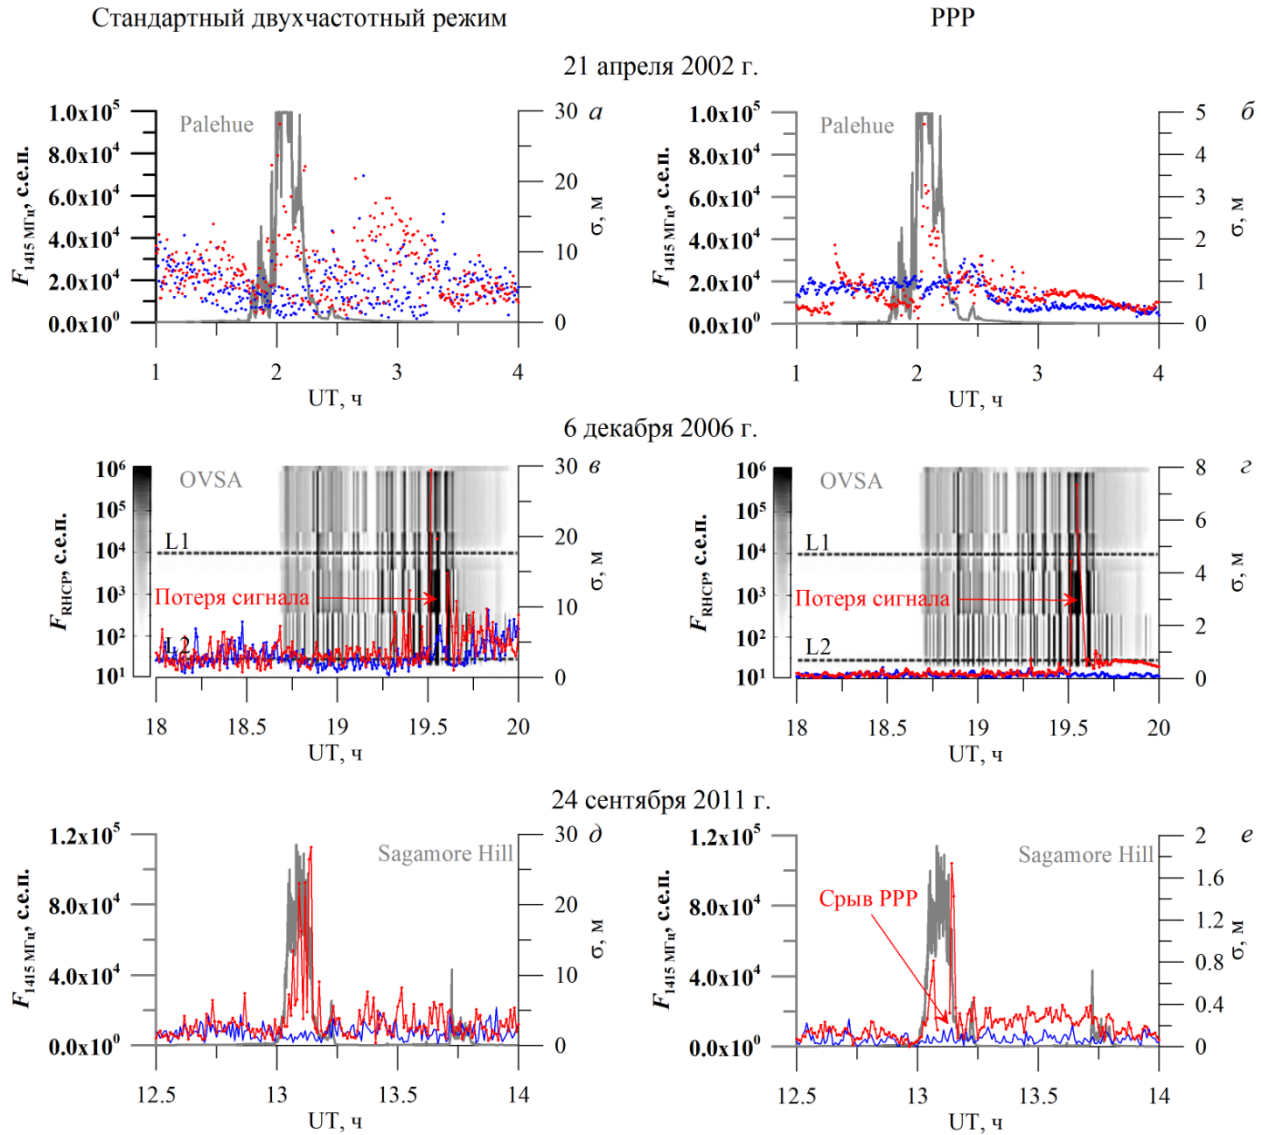 Стандартный двухчастотный режим
PPP
21 апреля 2002 г.
1.0x10⁵
8.0x10⁴
6.0x10⁴
4.0x10⁴
2.0x10⁴
0.0x10⁰
F1415 МГц, с.е.п.
Palehue
30
20
10
0
σ, м
а
1
2
3
4
UT, ч
1.0x10⁵
8.0x10⁴
6.0x10⁴
4.0x10⁴
2.0x10⁴
0.0x10⁰
F1415 МГц, с.е.п.
Palehue
5
4
3
2
1
0
σ, м
б
1
2
3
4
UT, ч
6 декабря 2006 г.
10⁶
10⁵
10⁴
10³
10²
10¹
FRHCP, с.е.п.
OVSA
L1
Потеря сигнала
L2
30
20
10
0
σ, м
в
18
18.5
19
19.5
20
UT, ч
10⁶
10⁵
10⁴
10³
10²
10¹
FRHCP, с.е.п.
OVSA
L1
Потеря сигнала
L2
8
6
4
2
0
σ, м
г
18
18.5
19
19.5
20
UT, ч
24 сентября 2011 г.
1.2x10⁵
8.0x10⁴
4.0x10⁴
0.0x10⁰
F1415 МГц, с.е.п.
Sagamore Hill
30
20
10
0
σ, м
д
12.5
13
13.25
13.5
14
UT, ч
1.2x10⁵
8.0x10⁴
4.0x10⁴
0.0x10⁰
F1415 МГц, с.е.п.
Sagamore Hill
Срыв PPP
2
1.6
1.2
0.8
0.4
0
σ, м
е
12.5
13
13.25
13.5
14
UT, ч